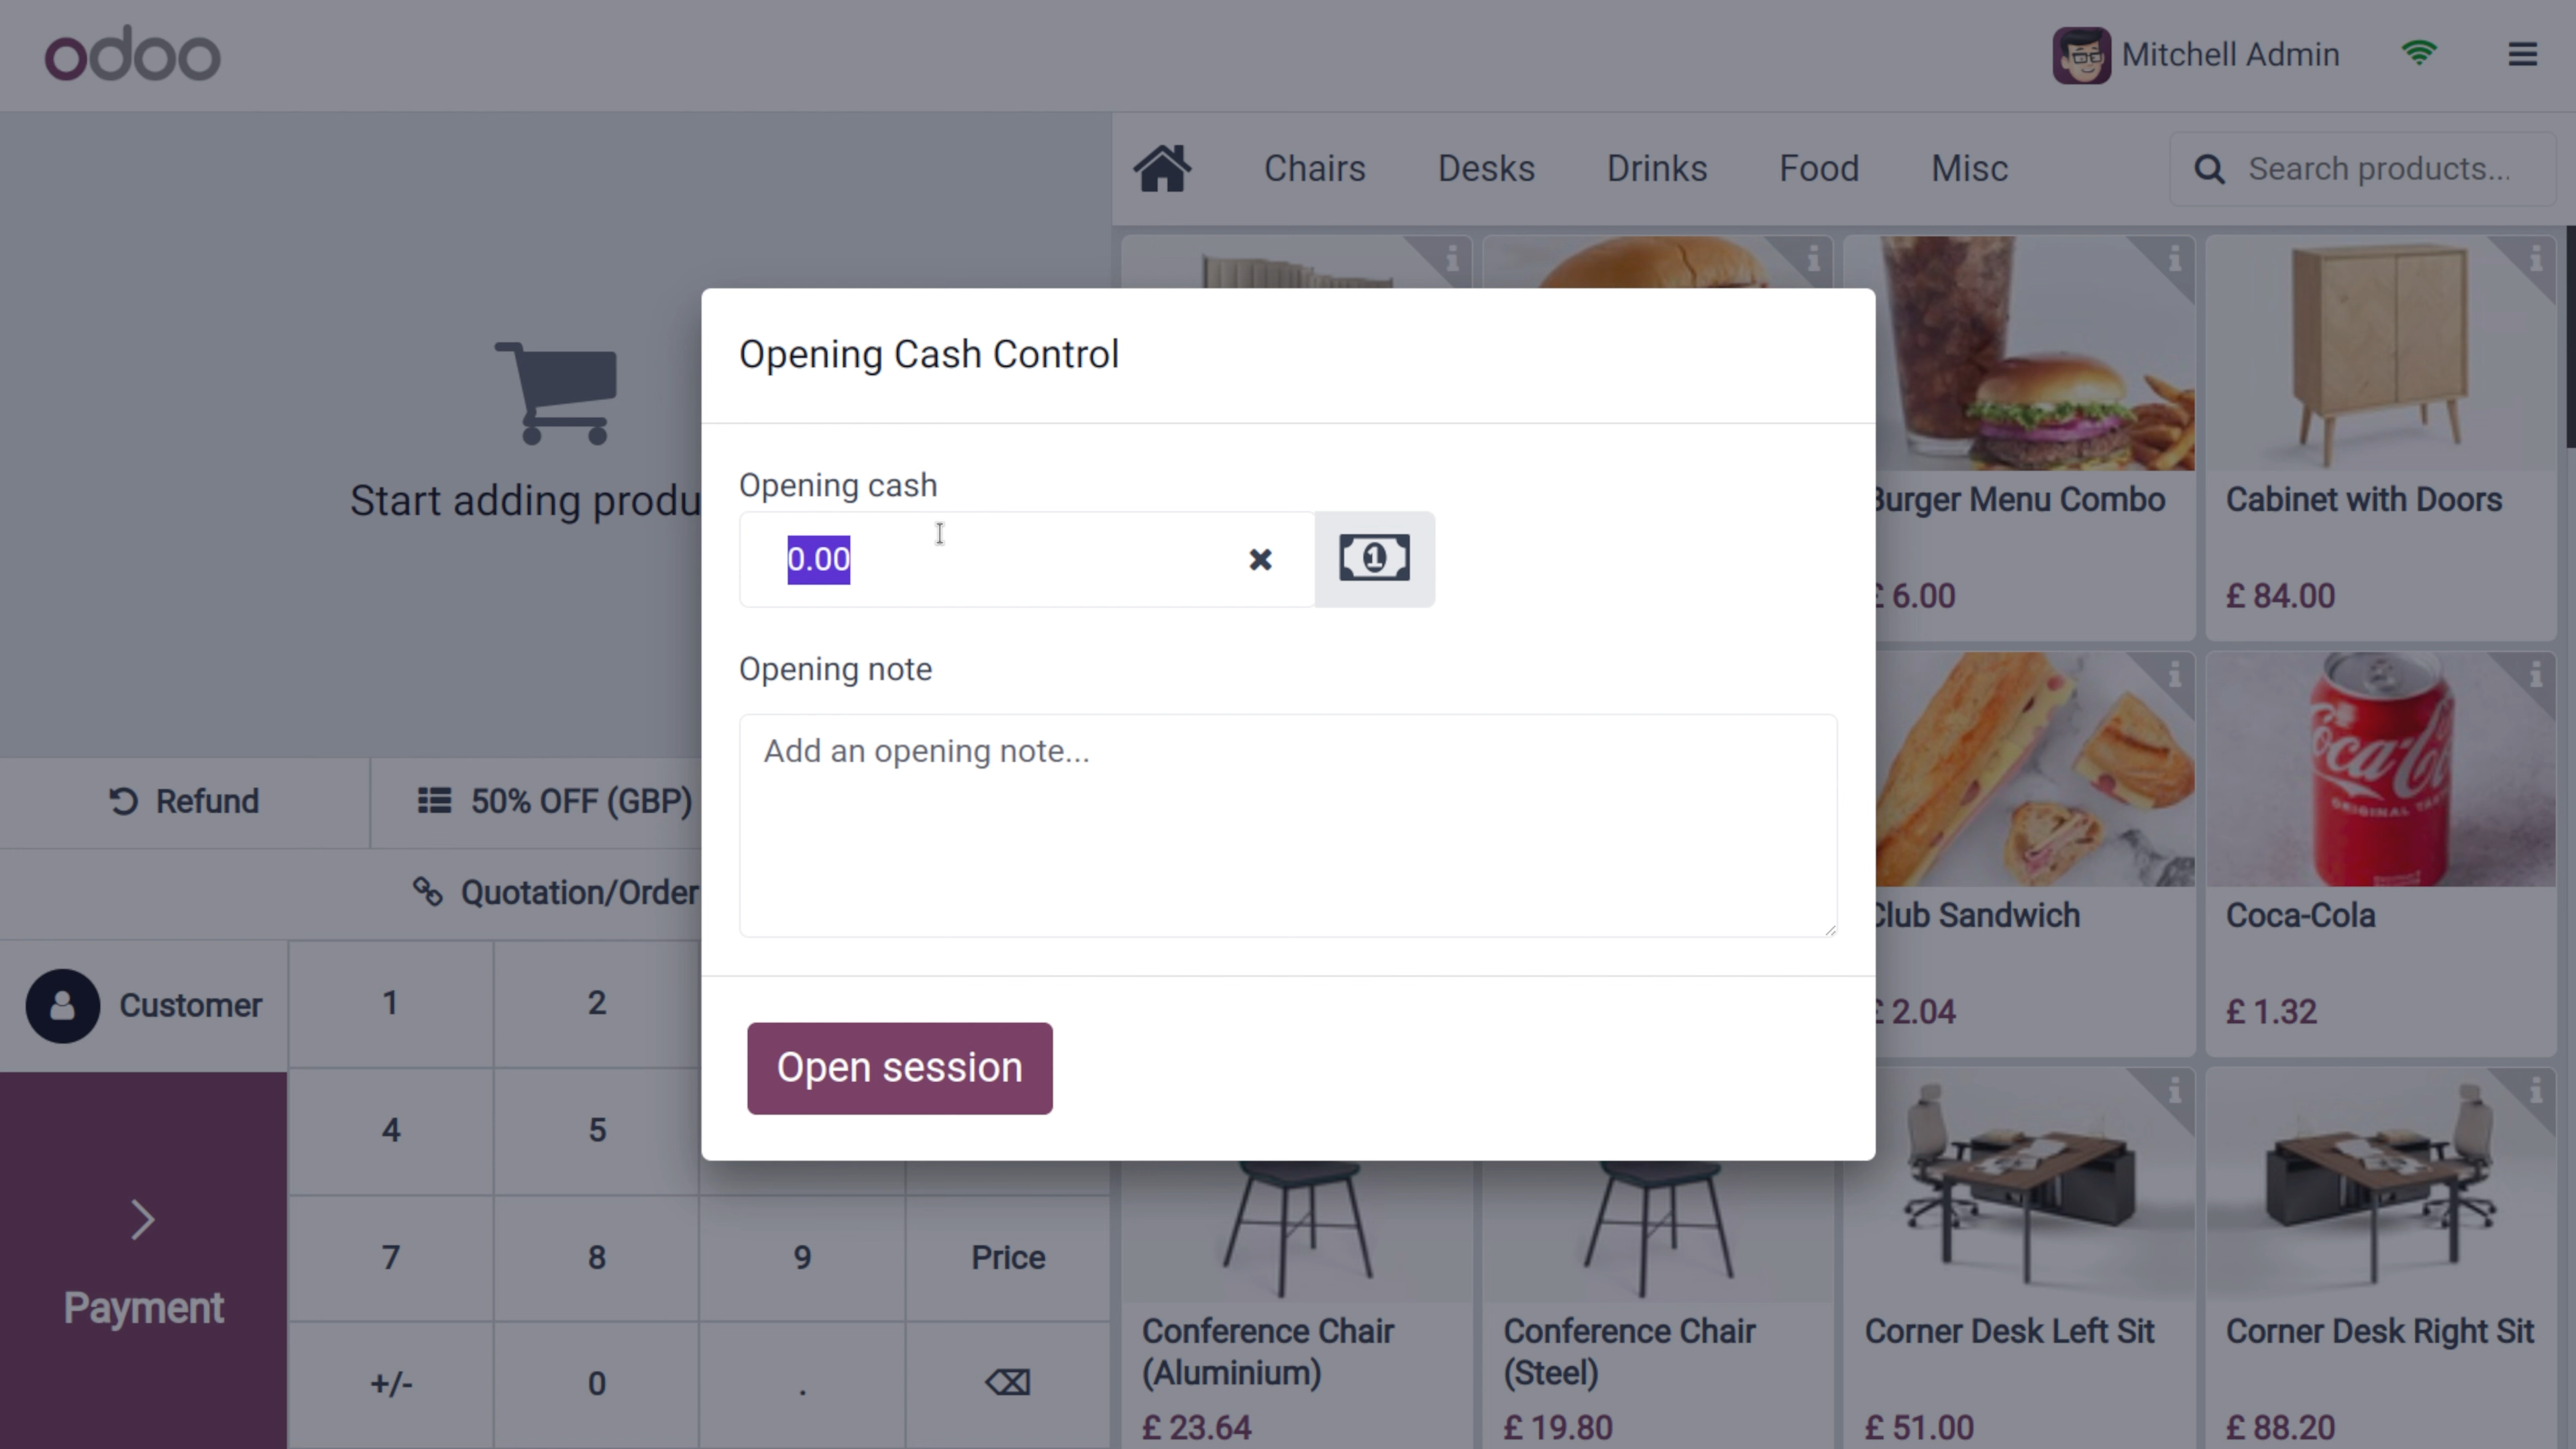 odoo
Mitchell Admin
Chairs
Desks
Drinks
Food
Misc
Search products...
Start adding produ
Refund
50% OFF (GBP)
Quotation/Order
Customer
Payment
1
2
4
5
7
8
9
Price
+/-
0
.
Opening Cash Control
Opening cash
0.00
Opening note
Add an opening note...
Open session
Burger Menu Combo
£ 6.00
Cabinet with Doors
£ 84.00
Club Sandwich
£ 2.04
Coca-Cola
ORIGINAL TASTE
£ 1.32
Conference Chair
(Aluminium)
£ 23.64
Conference Chair
(Steel)
£ 19.80
Corner Desk Left Sit
£ 51.00
Corner Desk Right Sit
£ 88.20